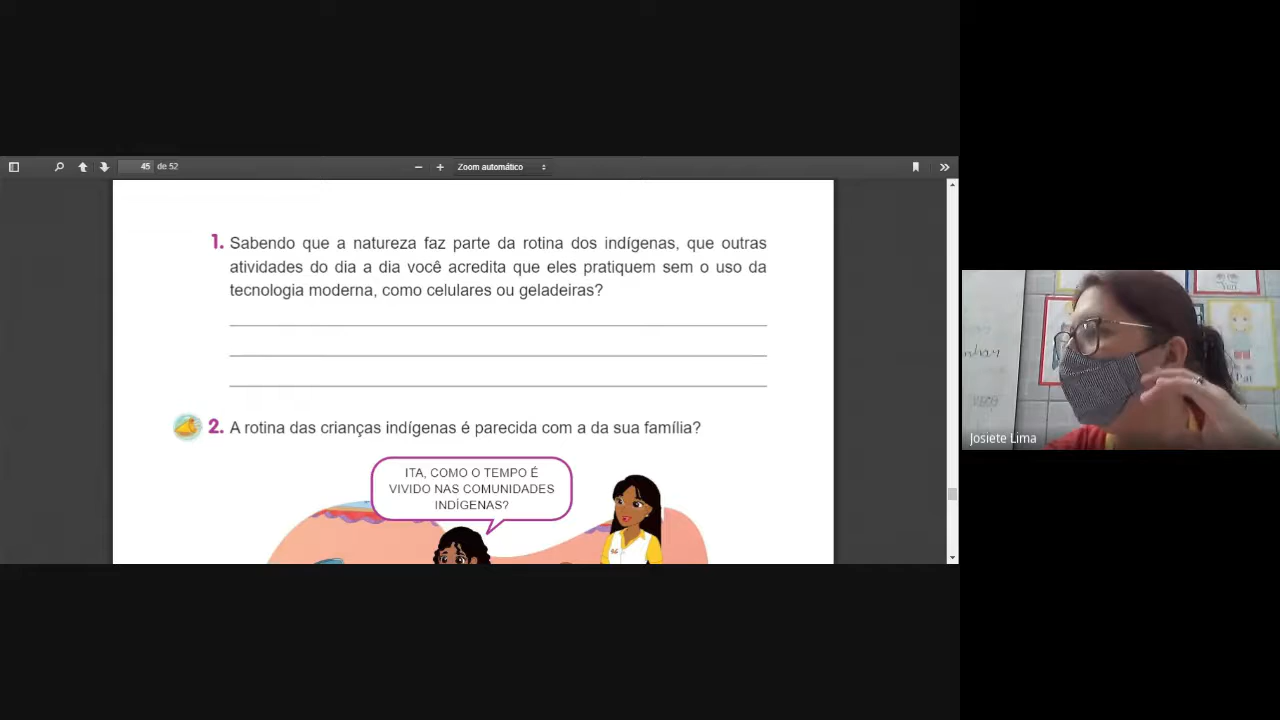 45 de 52
Zoom automático
1. Sabendo que a natureza faz parte da rotina dos indígenas, que outras
atividades do dia a dia você acredita que eles pratiquem sem o uso da
tecnologia moderna, como celulares ou geladeiras?
2. A rotina das crianças indígenas é parecida com a da sua família?
ITA, COMO O TEMPO É
VIVIDO NAS COMUNIDADES
INDÍGENAS?
Pai
Josiete Lima